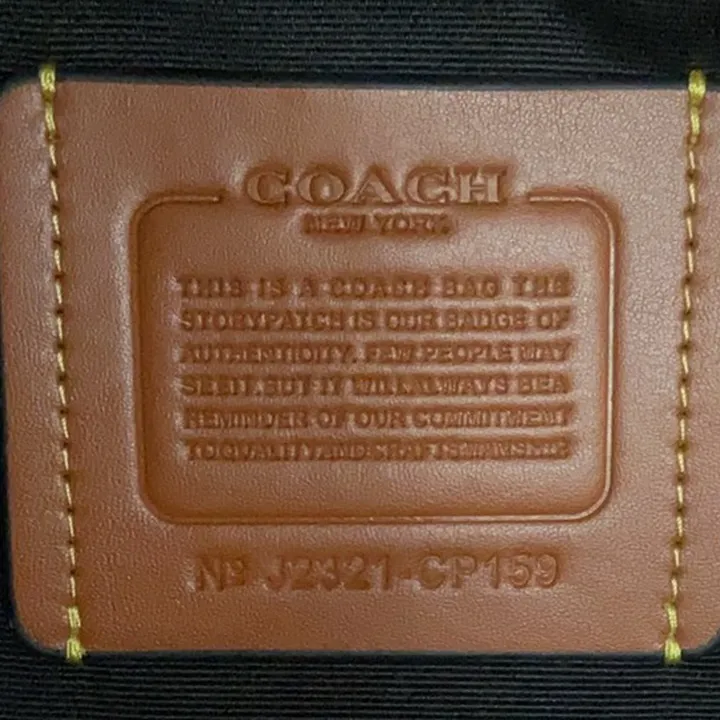 COACH
NEW YORK
THIS IS A COACH BAG THE
STORYPATCH IS OUR BADGE OF
AUTHENTICITY. FEW PEOPLE MAY
SEE IT, BUT IT WILL ALWAYS BE A
REMINDER OF OUR COMMITMENT
TO QUALITY AND CRAFTSMANSHIP
Nº J2321-CP159